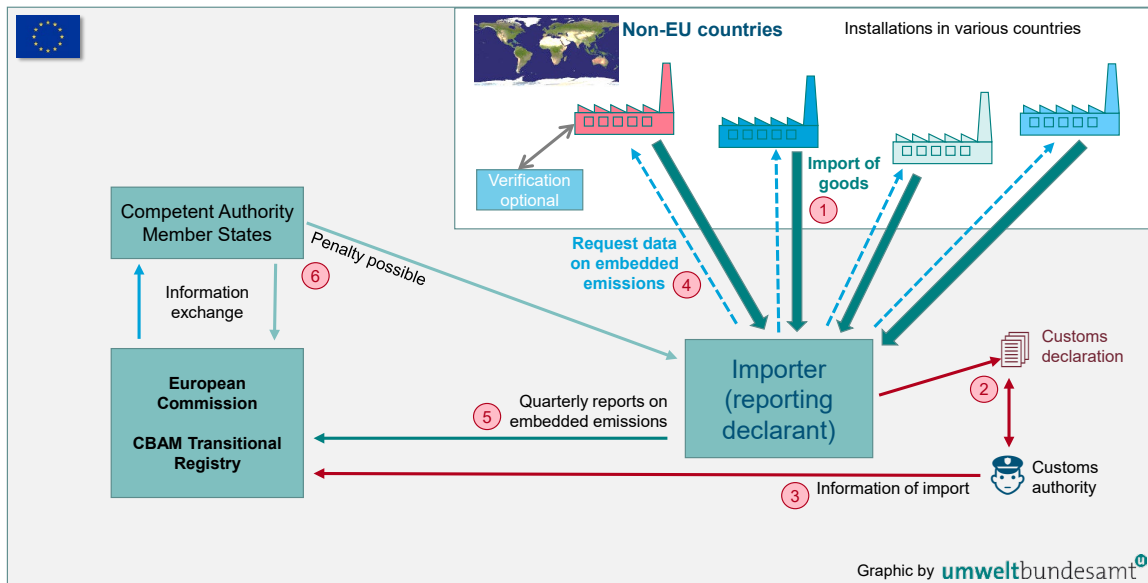 Non-EU countries
Installations in various countries
Verification
optional
Import of
goods
1
Competent Authority
Member States
Penalty possible
6
Request data
on embedded
emissions
4
Information
exchange
European
Commission
CBAM Transitional
Registry
Importer
(reporting
declarant)
Customs
declaration
2
5
Quarterly reports on
embedded emissions
3
Information of import
Customs
authority
Graphic by umweltbundesamt u